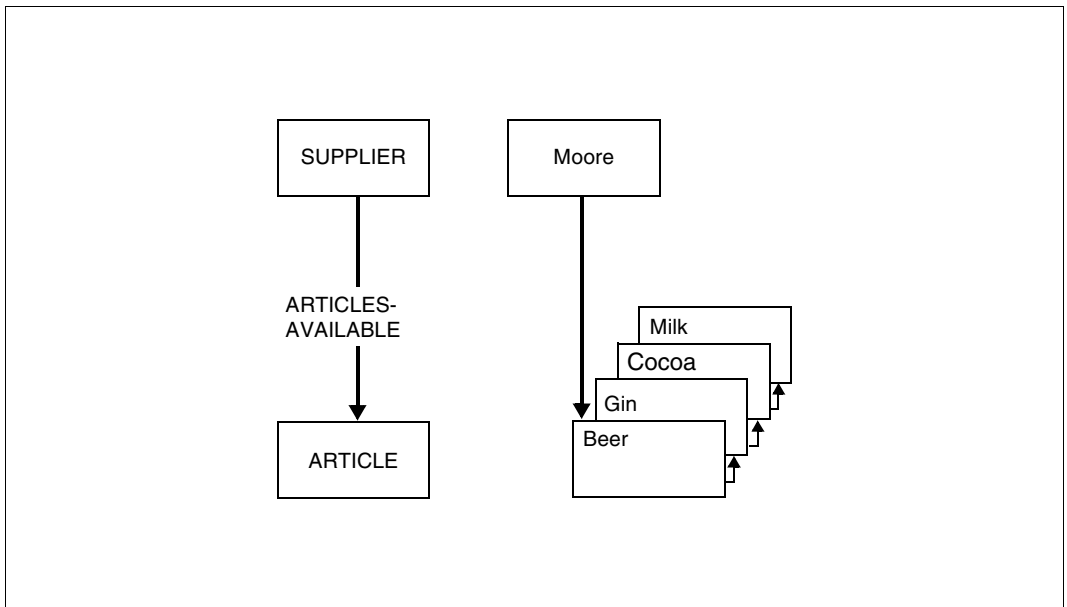 SUPPLIER
Moore
ARTICLES-
AVAILABLE
Milk
Cocoa
Gin
Beer
ARTICLE